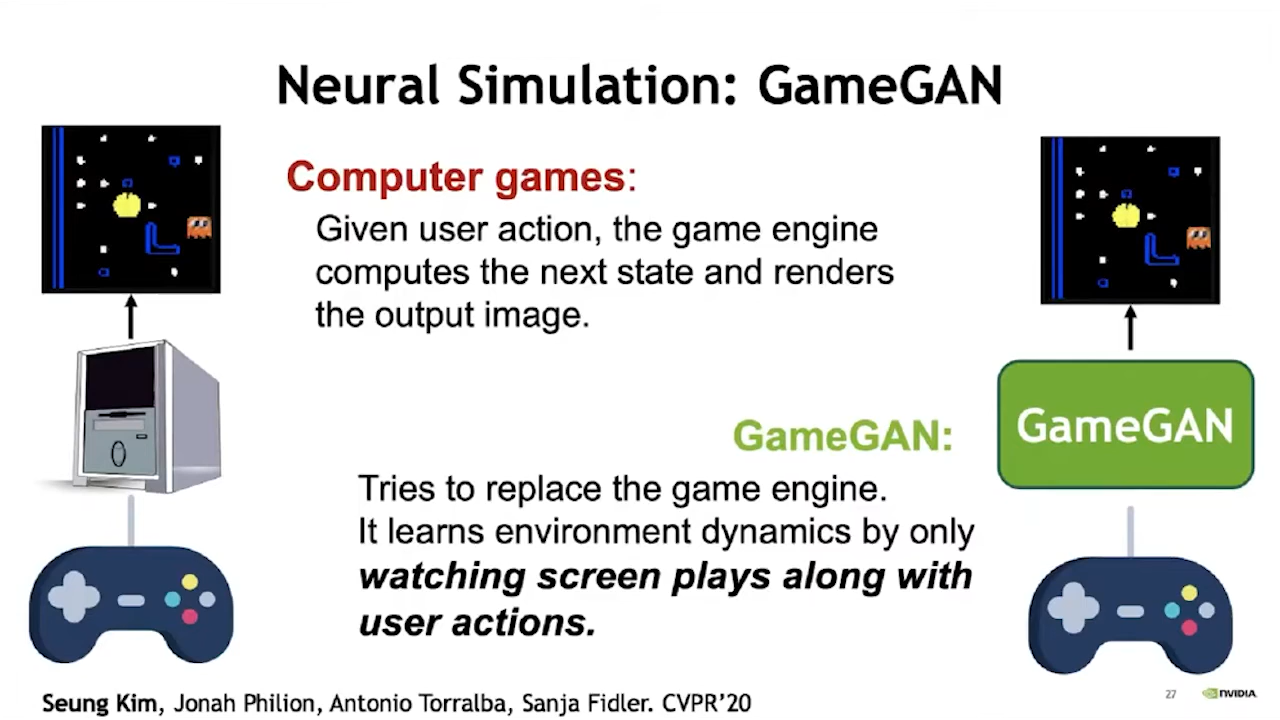 Neural Simulation: GameGAN
Computer games:
Given user action, the game engine
computes the next state and renders
the output image.
GameGAN:
Tries to replace the game engine.
It learns environment dynamics by only
watching screen plays along with
user actions.
GameGAN
Seung Kim, Jonah Philion, Antonio Torralba, Sanja Fidler. CVPR'20
27
NVIDIA